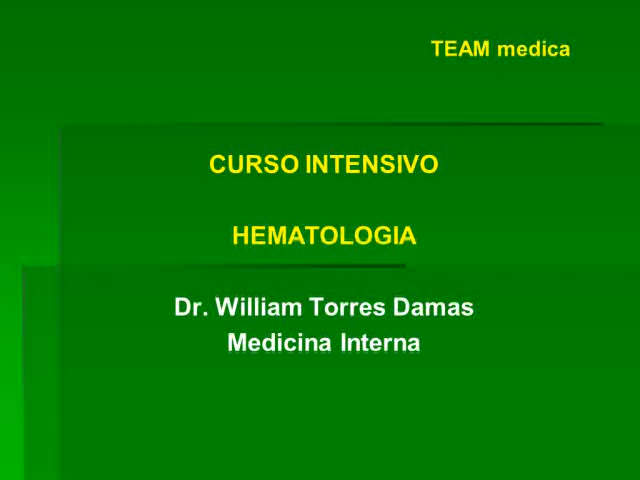 TEAM medica
CURSO INTENSIVO
HEMATOLOGIA
Dr. William Torres Damas
Medicina Interna